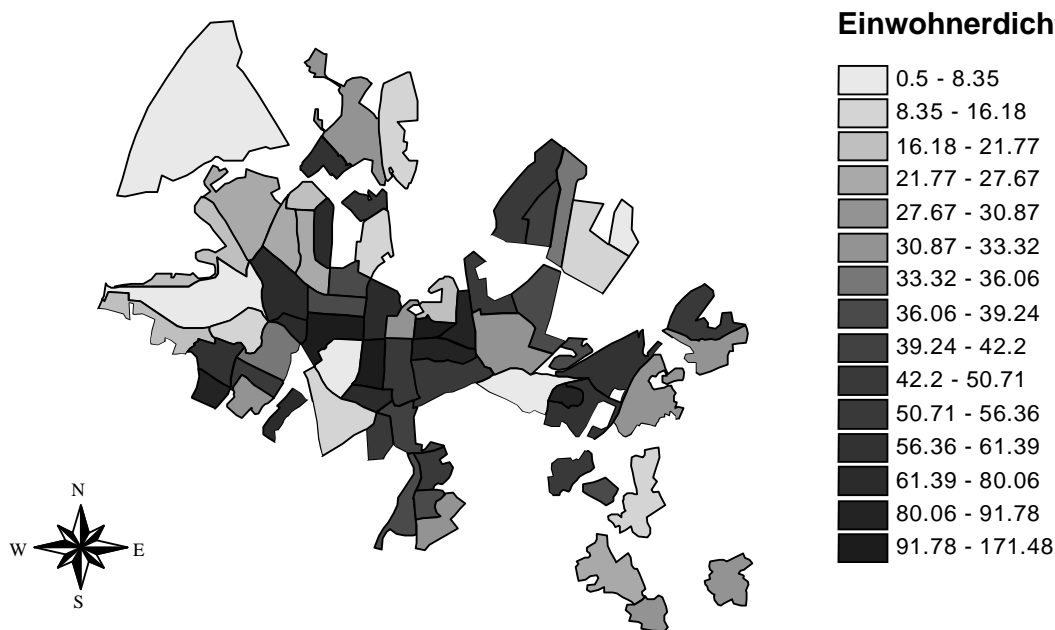 Einwohnerdich
0.5 - 8.35
8.35 - 16.18
16.18 - 21.77
21.77 - 27.67
27.67 - 30.87
30.87 - 33.32
33.32 - 36.06
36.06 - 39.24
39.24 - 42.2
42.2 - 50.71
50.71 - 56.36
56.36 - 61.39
61.39 - 80.06
80.06 - 91.78
91.78 - 171.48
N
W E
S